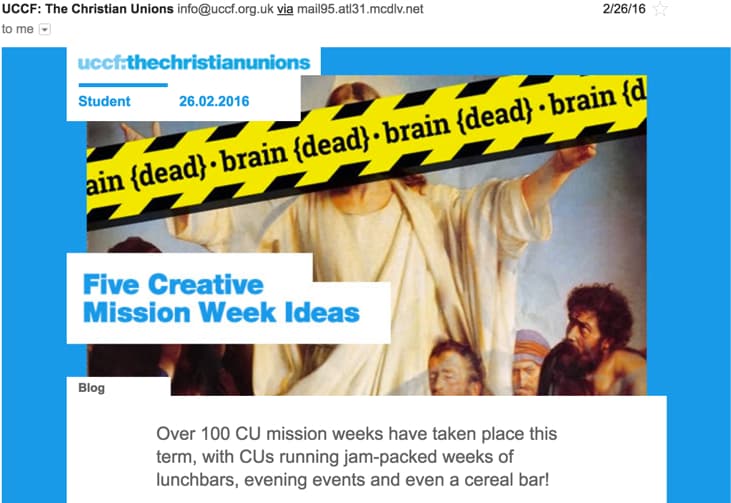 UCCF: The Christian Unions info@uccf.org.uk via mail95.atl31.mcdlv.net 2/26/16
to me
uccf:thechristianunions
Student 26.02.2016
ain {dead} · brain {dead} · brain {dead} · brain {d
Five Creative
Mission Week Ideas
Blog
Over 100 CU mission weeks have taken place this
term, with CUs running jam-packed weeks of
lunchbars, evening events and even a cereal bar!